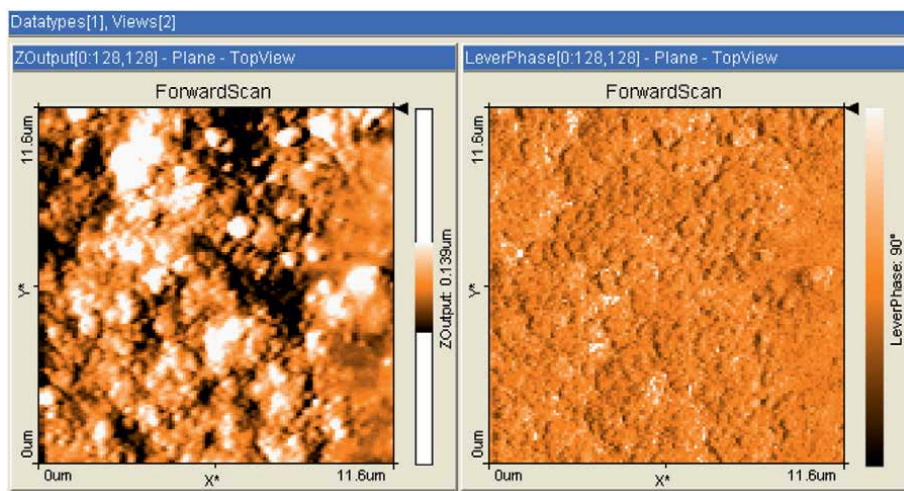 Datatypes[1], Views[2]
ZOutput[0:128,128] - Plane - TopView
ForwardScan
11.6um
Y*
0um
0um
X*
11.6um
ZOutput: 0.139um
LeverPhase[0:128,128] - Plane - TopView
ForwardScan
11.6um
Y*
0um
0um
X*
11.6um
LeverPhase: 90°